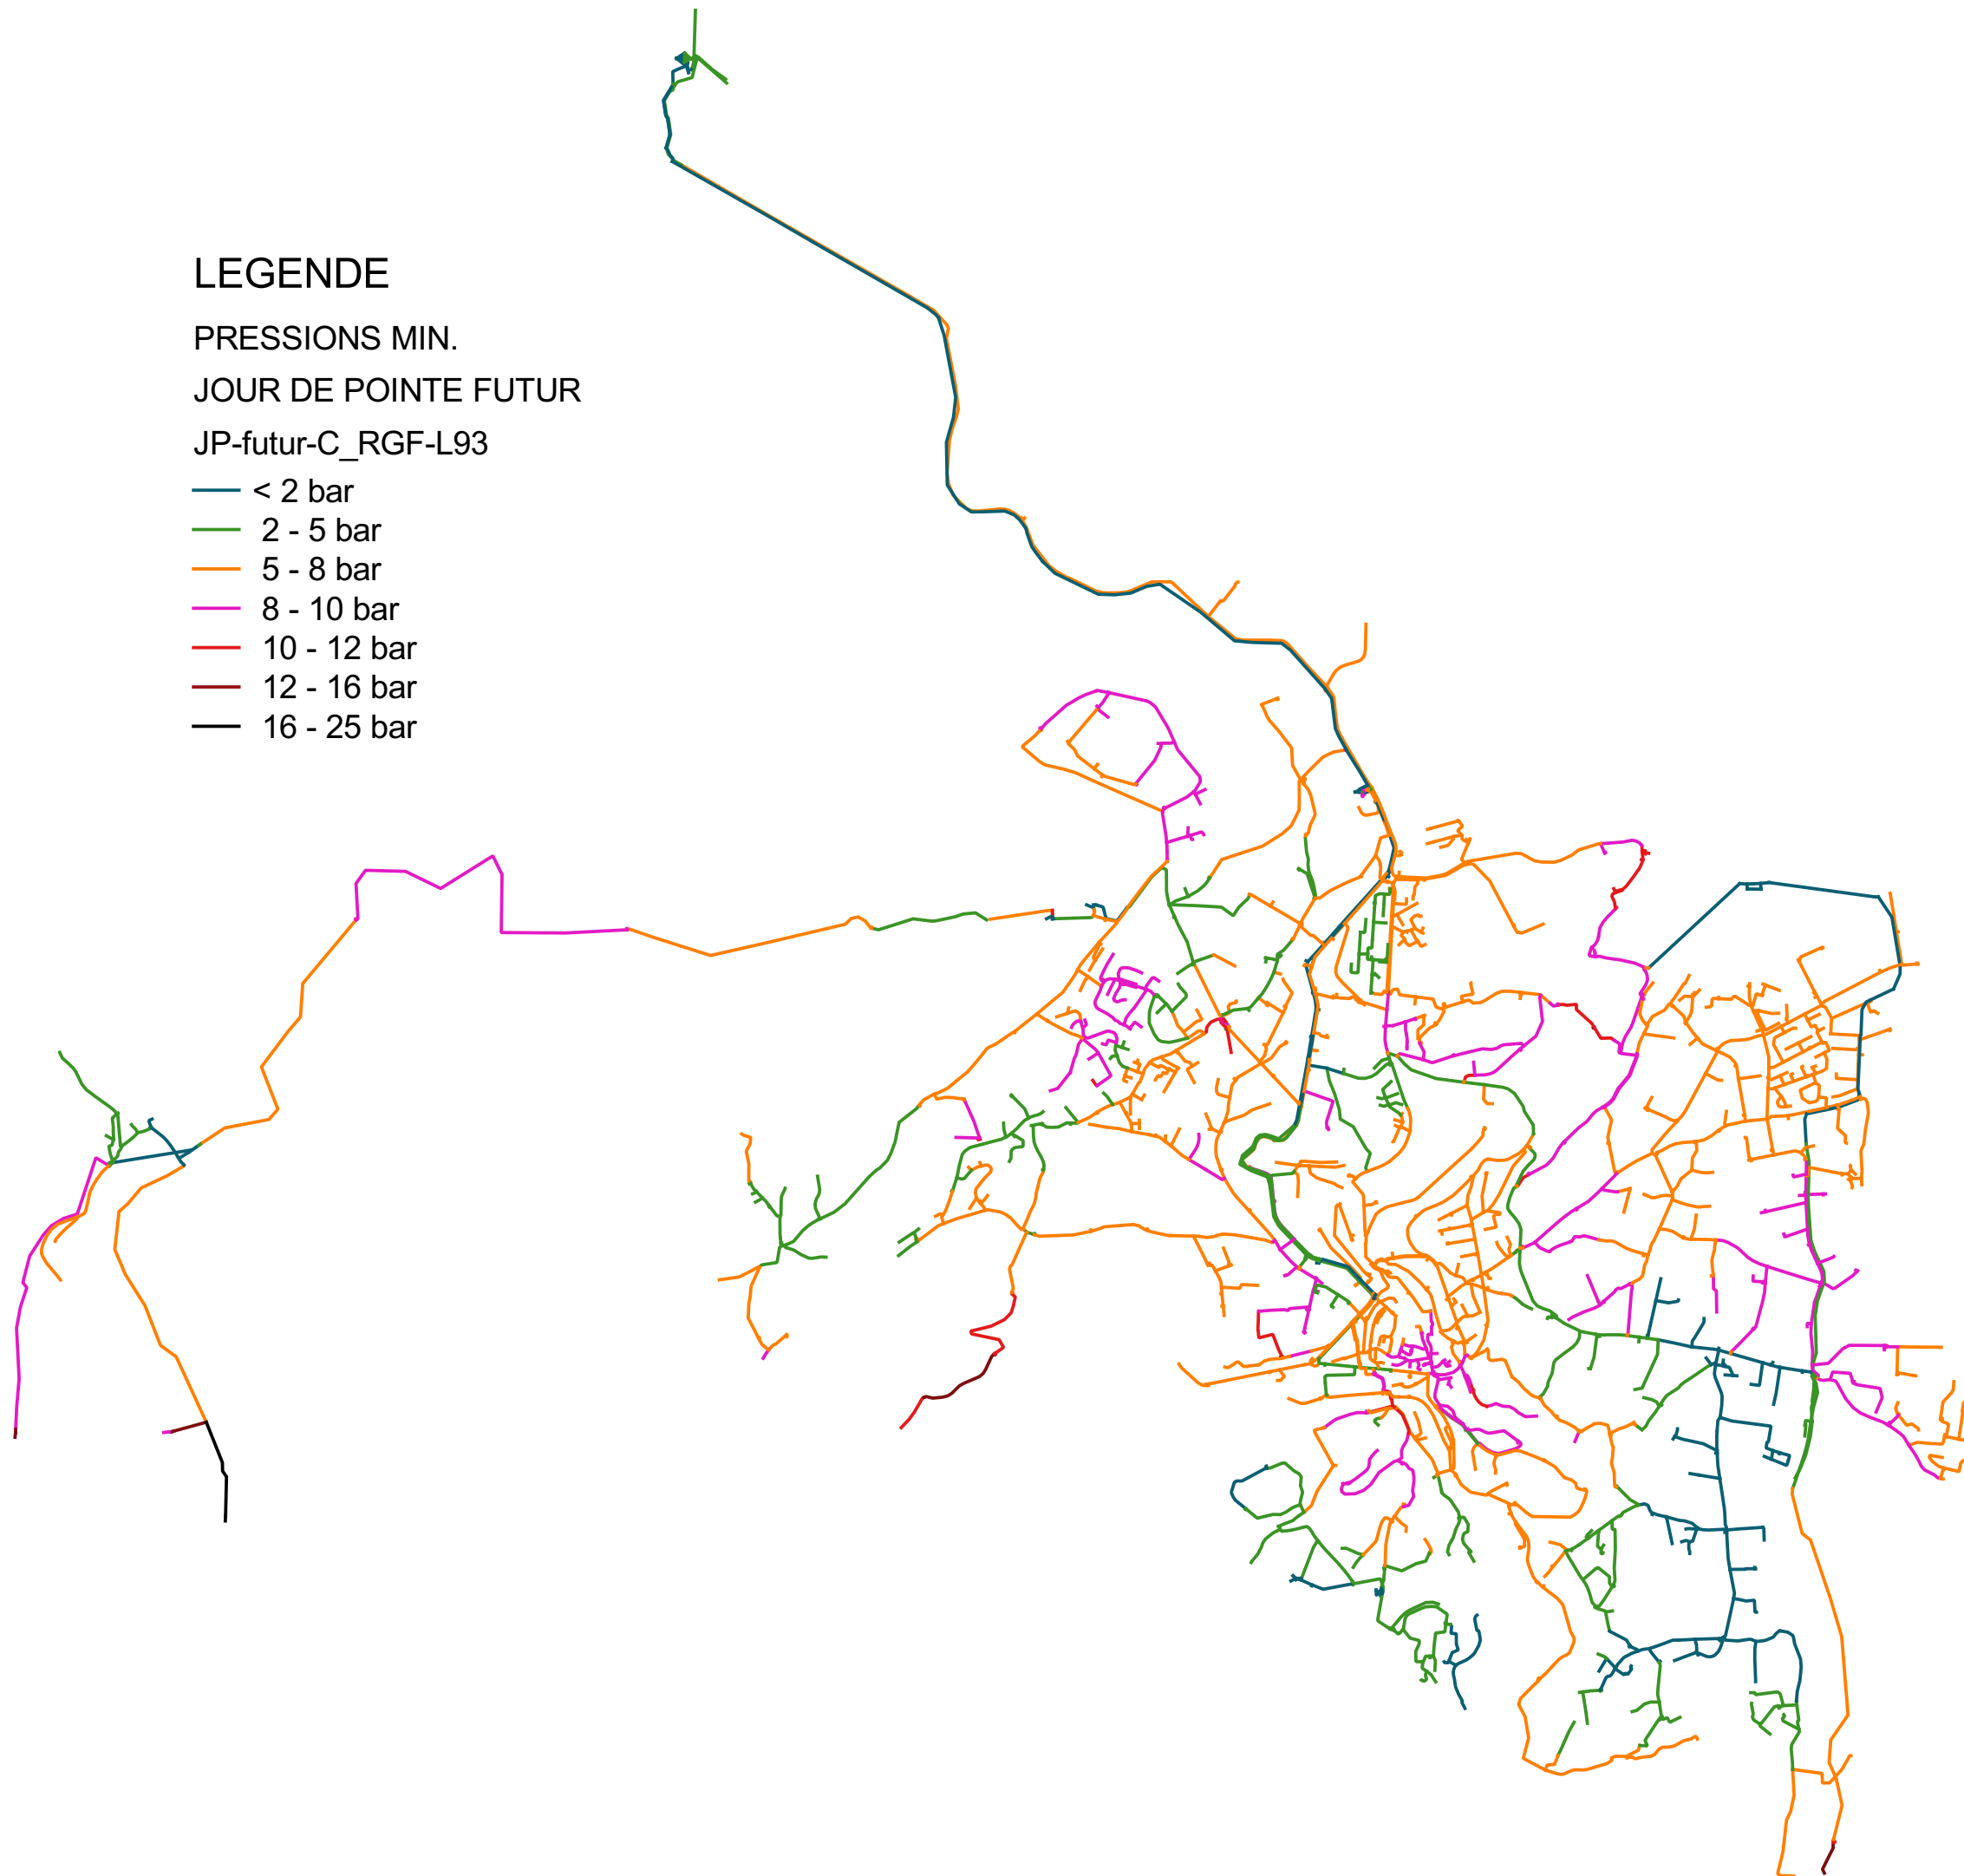 LEGENDE
PRESSIONS MIN.
JOUR DE POINTE FUTUR
JP-futur-C_RGF-L93
< 2 bar
2 - 5 bar
5 - 8 bar
8 - 10 bar
10 - 12 bar
12 - 16 bar
16 - 25 bar